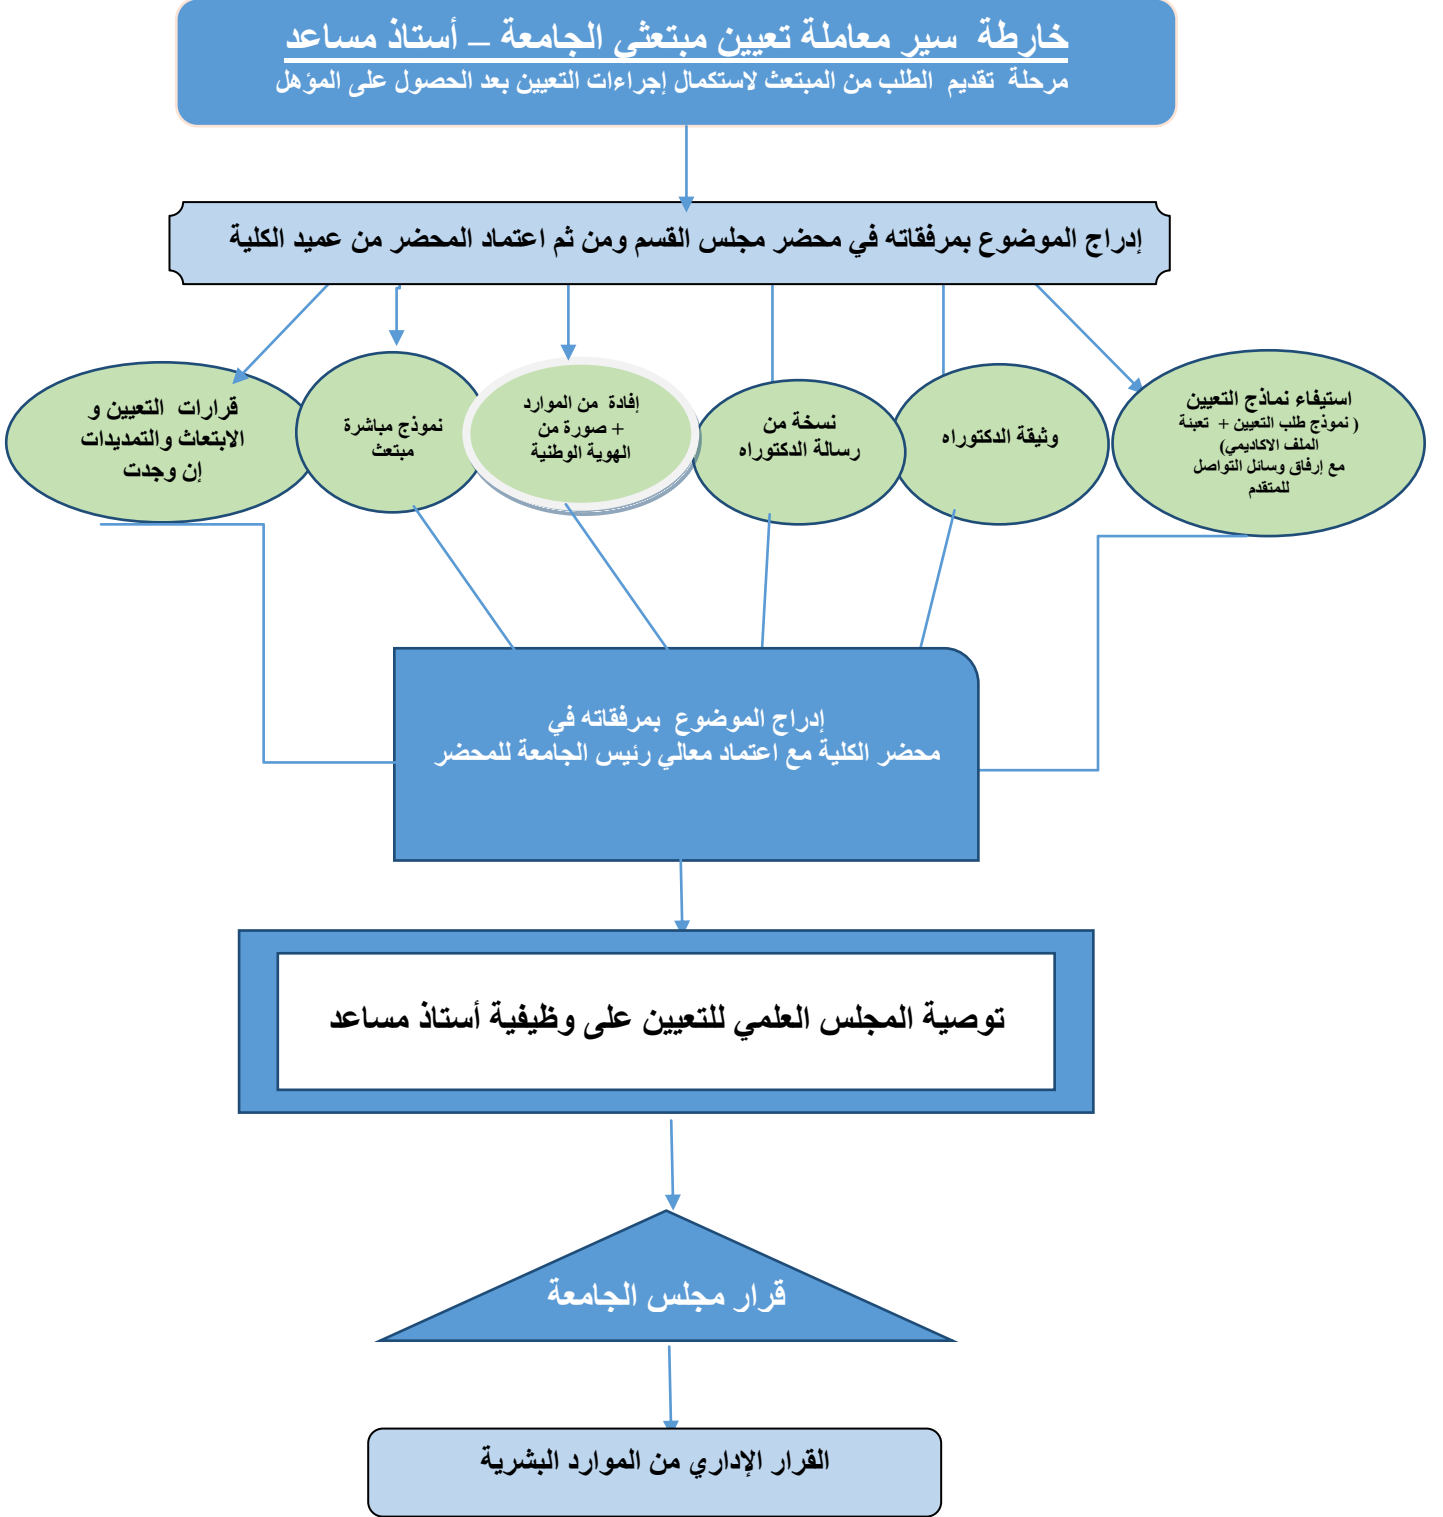 خارطة سير معاملة تعيين مبتعثي الجامعة – أستاذ مساعد
مرحلة تقديم الطلب من المبتعث لاستكمال إجراءات التعيين بعد الحصول على المؤهل
إدراج الموضوع بمرفقاته في محضر مجلس القسم ومن ثم اعتماد المحضر من عميد الكلية
استيفاء نماذج التعيين
( نموذج طلب التعيين + تعبئة
الملف الاكاديمي)
مع إرفاق وسائل التواصل
للمتقدم
وثيقة الدكتوراه
نسخة من
رسالة الدكتوراه
إفادة من الموارد
+ صورة من
الهوية الوطنية
نموذج مباشرة
مبتعث
قرارات التعيين و
الابتعاث والتمديدات
إن وجدت
إدراج الموضوع بمرفقاته في
محضر الكلية مع اعتماد معالي رئيس الجامعة للمحضر
توصية المجلس العلمي للتعيين على وظيفية أستاذ مساعد
قرار مجلس الجامعة
القرار الإداري من الموارد البشرية